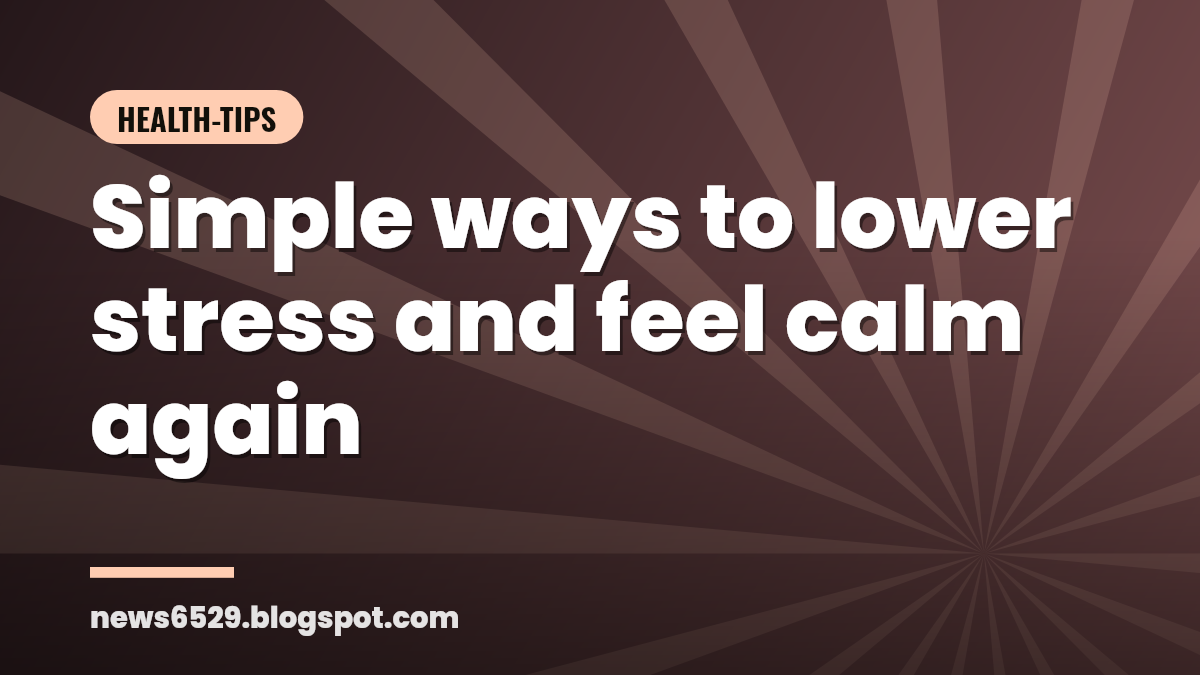 HEALTH-TIPS
Simple ways to lower
stress and feel calm
again
news6529.blogspot.com